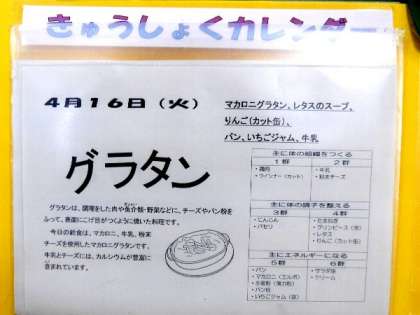 きゅうしょくカレンダー
４月１６日（火）
マカロニグラタン、レタスのスープ、
りんご（カット缶）、
パン、いちごジャム、牛乳
グラタン
グラタンは、調理をした肉や魚介類・野菜などに、チーズやパン粉を
ふって、表面にこげ目がつくように焼いた料理です。
今日の給食は、マカロニ、牛乳、粉末
チーズを使用したマカロニグラタンです。
牛乳とチーズには、カルシウムが豊富に
含まれています。
主に体の組織をつくる
１群 ２群
・鶏肉 ・牛乳
・ウインナー（カット） ・粉末チーズ
主に体の調子を整える
３群 ４群
・にんじん ・たまねぎ
・パセリ ・グリンピース（冷）
・レタス
・りんご（カット缶）
主にエネルギーになる
５群 ６群
・パン ・サラダ油
・マカロニ（エルボ） ・クリーム
・小麦粉（薄力粉）
・パン粉
・いちごジャム（袋）